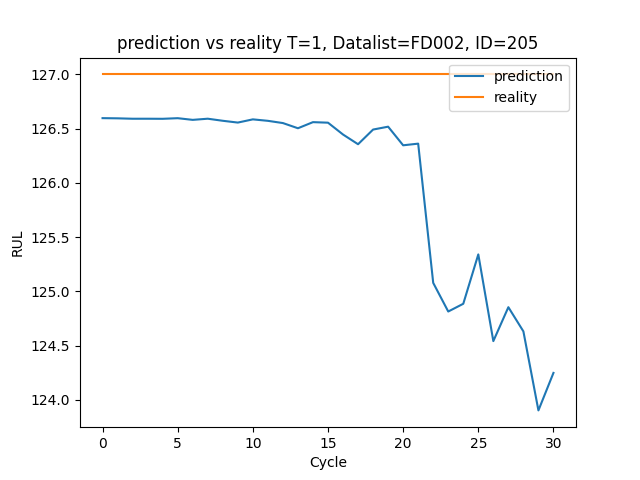 prediction vs reality T=1, Datalist=FD002, ID=205
127.0
126.5
126.0
125.5
125.0
124.5
124.0
RUL
prediction
reality
0 5 10 15 20 25 30
Cycle